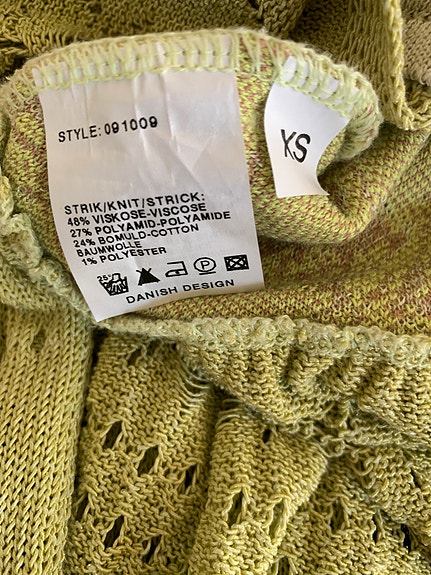 STYLE: 091009
XS
STRIK/KNIT/STRICK:
48% VISKOSE-VISCOSE
27% POLYAMID-POLYAMIDE
24% BOMULD-COTTON
BAUMWOLLE
1% POLYESTER
25°
P
DANISH DESIGN